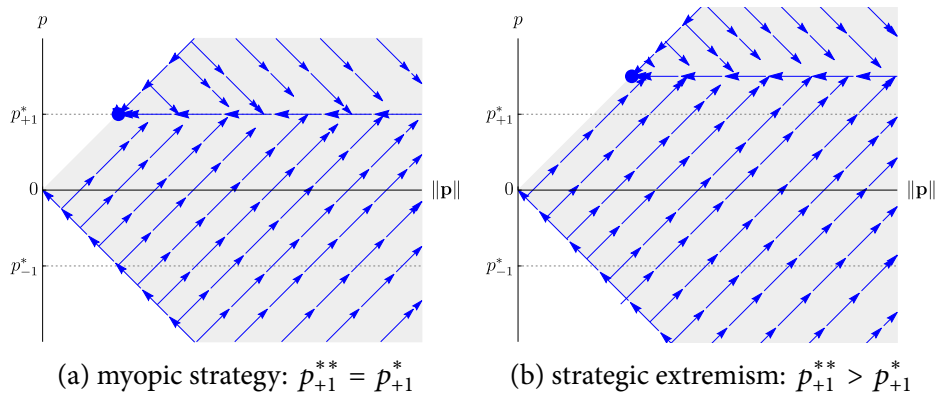 p
p*₊₁
0
‖p‖
p*₋₁
(a) myopic strategy: p**₊₁ = p*₊₁
p
p*₊₁
0
‖p‖
p*₋₁
(b) strategic extremism: p**₊₁ > p*₊₁